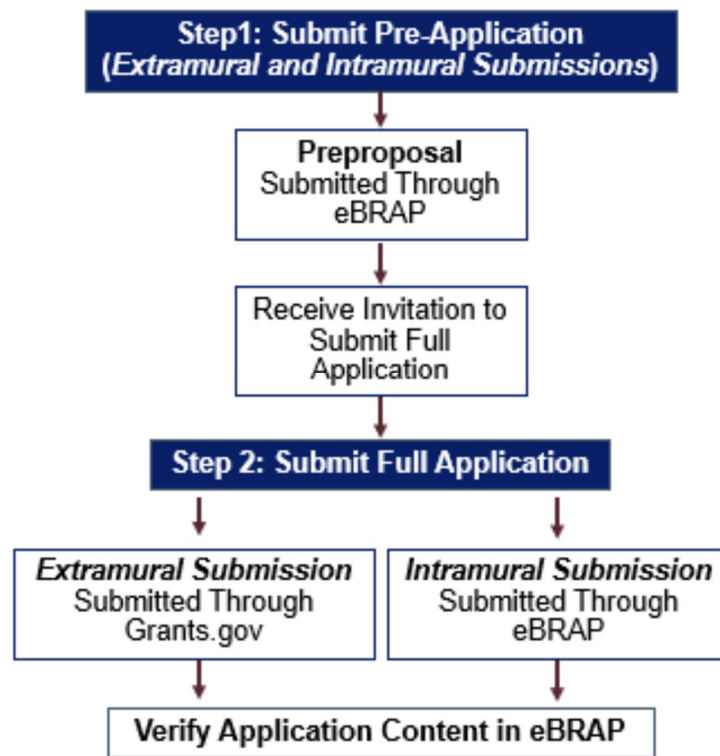 Step1: Submit Pre-Application
(Extramural and Intramural Submissions)
Preproposal
Submitted Through
eBRAP
Receive Invitation to
Submit Full
Application
Step 2: Submit Full Application
Extramural Submission
Submitted Through
Grants.gov
Intramural Submission
Submitted Through
eBRAP
Verify Application Content in eBRAP